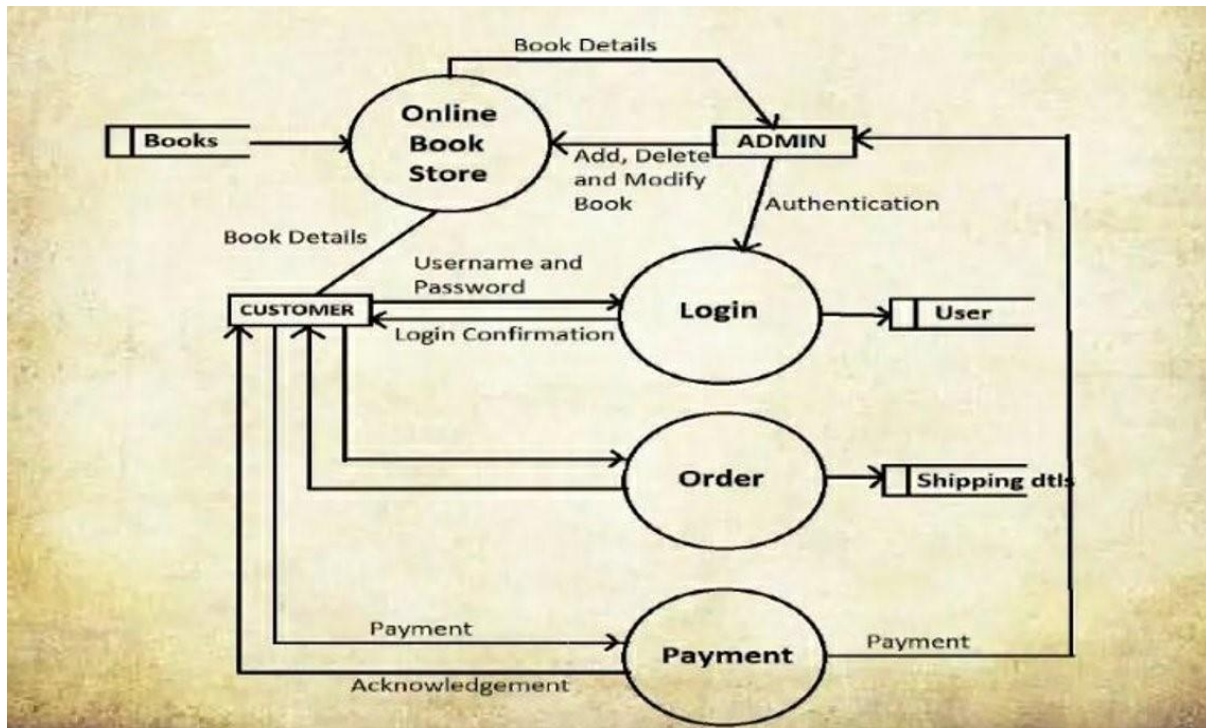 Book Details
Online
Book
Store
Books
ADMIN
Add, Delete
and Modify
Book
Authentication
Book Details
Username and
Password
CUSTOMER
Login
User
Login Confirmation
Order
Shipping dtls
Payment
Payment
Payment
Acknowledgement